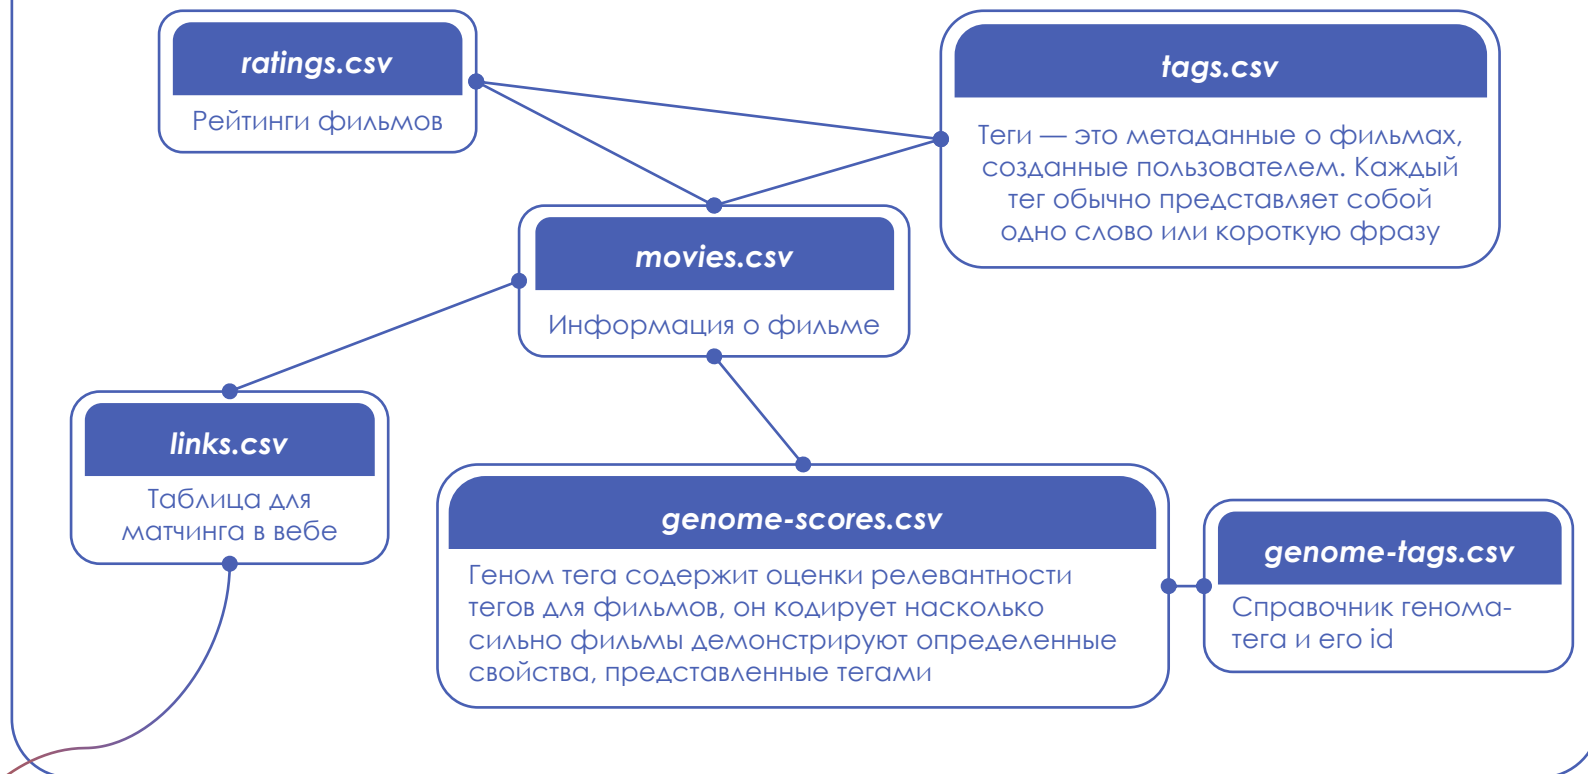 ratings.csv
Рейтинги фильмов
tags.csv
Теги — это метаданные о фильмах,
созданные пользователем. Каждый
тег обычно представляет собой
одно слово или короткую фразу
movies.csv
Информация о фильме
links.csv
Таблица для
матчинга в вебе
genome-scores.csv
Геном тега содержит оценки релевантности
тегов для фильмов, он кодирует насколько
сильно фильмы демонстрируют определенные
свойства, представленные тегами
genome-tags.csv
Справочник генома-
тега и его id